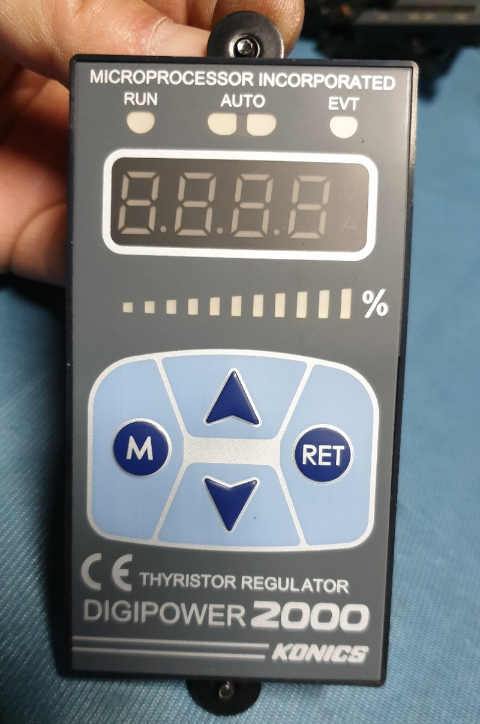 MICROPROCESSOR INCORPORATED
RUN AUTO EVT
%
M RET
CE THYRISTOR REGULATOR
DIGIPOWER 2000
KONICS